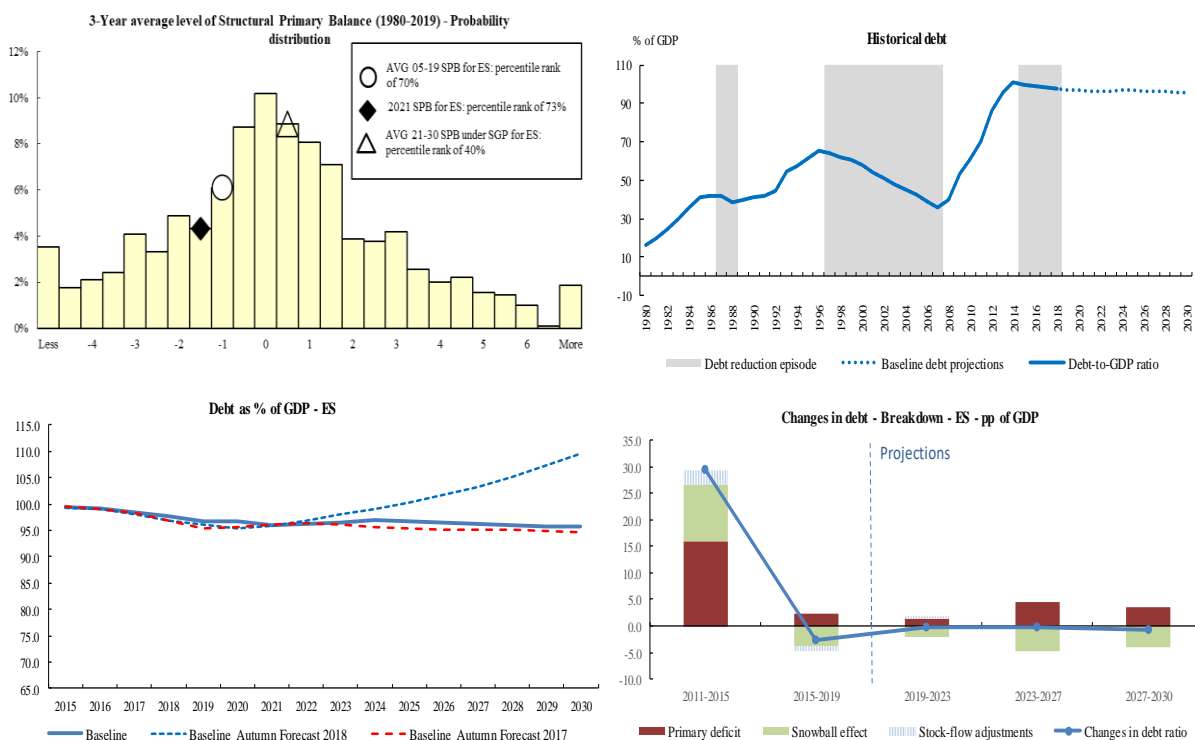 3-Year average level of Structural Primary Balance (1980-2019) - Probability
distribution
12%
10%
8%
6%
4%
2%
0%
AVG 05-19 SPB for ES: percentile rank
of 70%
2021 SPB for ES: percentile rank of 73%
AVG 21-30 SPB under SGP for ES:
percentile rank of 40%
Less -4 -3 -2 -1 0 1 2 3 4 5 6 More
% of GDP
Historical debt
110
90
70
50
30
10
-10
1980 1982 1984 1986 1988 1990 1992 1994 1996 1998 2000 2002 2004 2006 2008 2010 2012 2014 2016 2018 2020 2022 2024 2026 2028 2030
Debt reduction episode Baseline debt projections Debt-to-GDP ratio
Debt as % of GDP - ES
115.0
110.0
105.0
100.0
95.0
90.0
85.0
80.0
75.0
70.0
65.0
2015 2016 2017 2018 2019 2020 2021 2022 2023 2024 2025 2026 2027 2028 2029 2030
Baseline Baseline_Autumn Forecast 2018 Baseline_Autumn Forecast 2017
Changes in debt - Breakdown - ES - pp of GDP
35.0
30.0
25.0
20.0
15.0
10.0
5.0
0.0
-5.0
-10.0
Projections
2011-2015 2015-2019 2019-2023 2023-2027 2027-2030
Primary deficit Snowball effect Stock-flow adjustments Changes in debt ratio